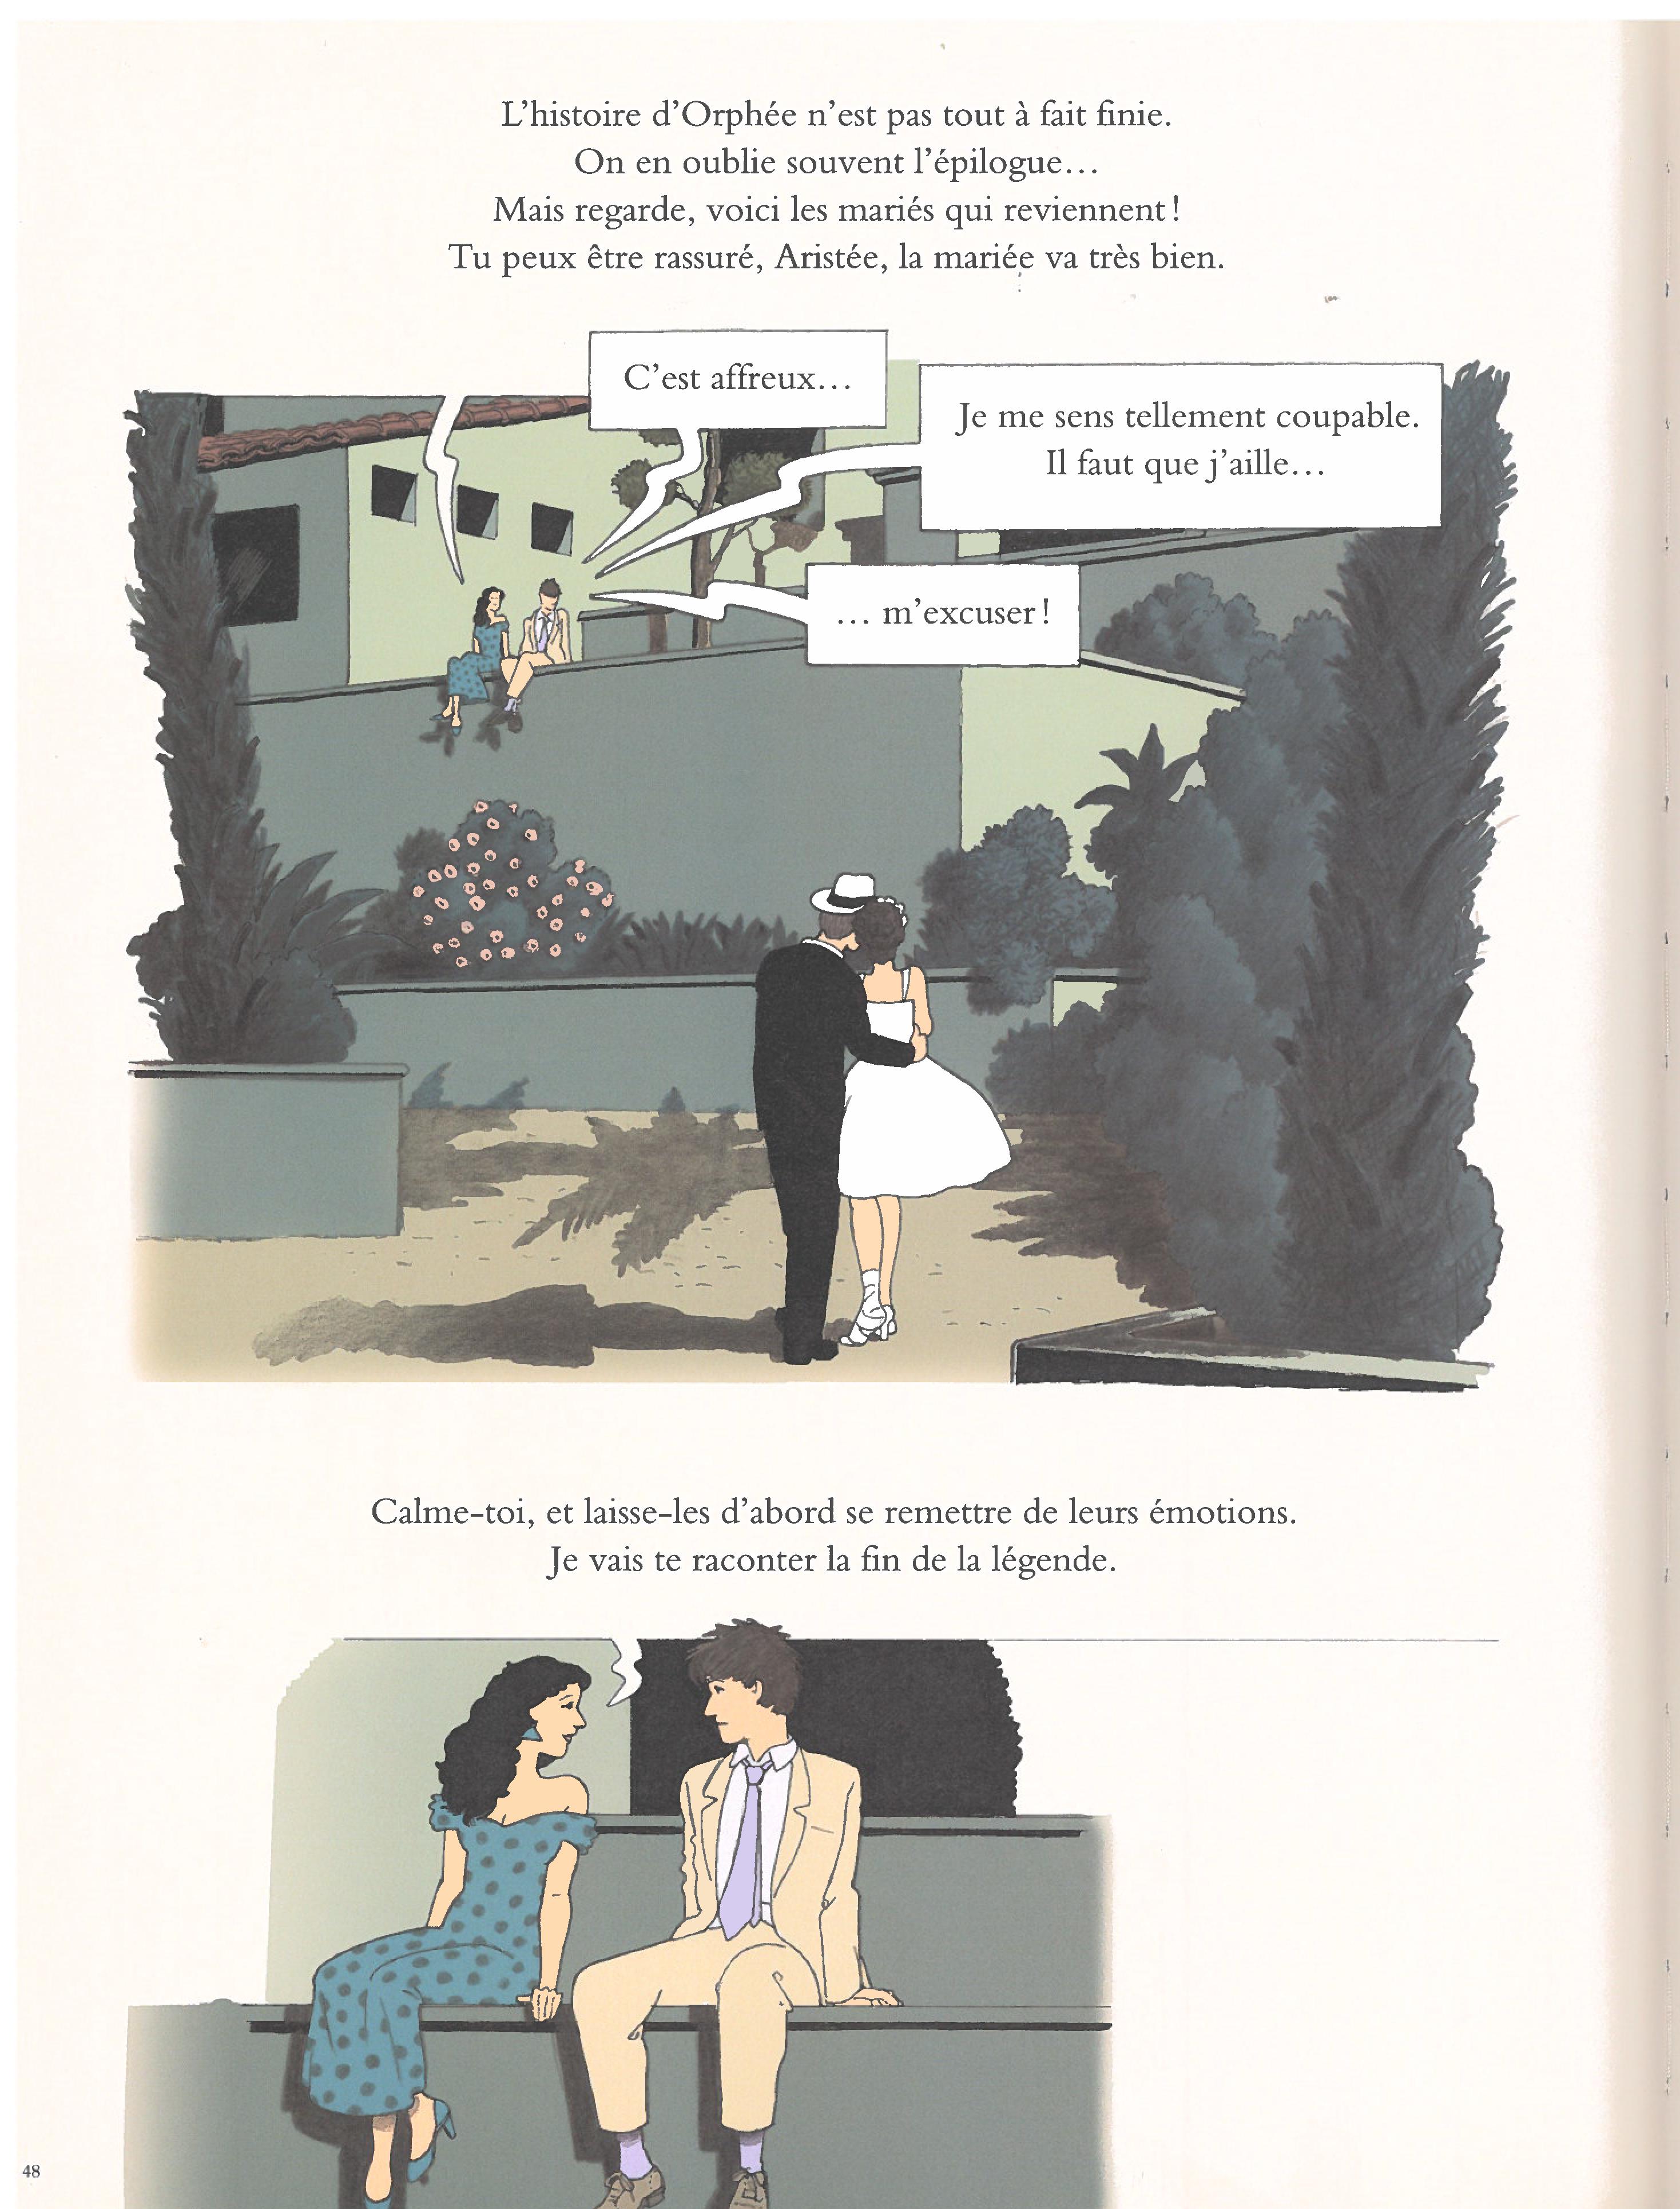 L'histoire d'Orphée n'est pas tout à fait finie.
On en oublie souvent l'épilogue...
Mais regarde, voici les mariés qui reviennent!
Tu peux être rassuré, Aristée, la mariée va très bien.
C'est affreux...
Je me sens tellement coupable.
Il faut que j'aille...
... m'excuser!
Calme-toi, et laisse-les d'abord se remettre de leurs émotions.
Je vais te raconter la fin de la légende.
48